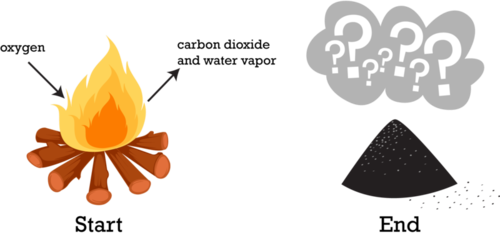 oxygen
carbon dioxide
and water vapor
? ? ? ? ? ?
Start
End